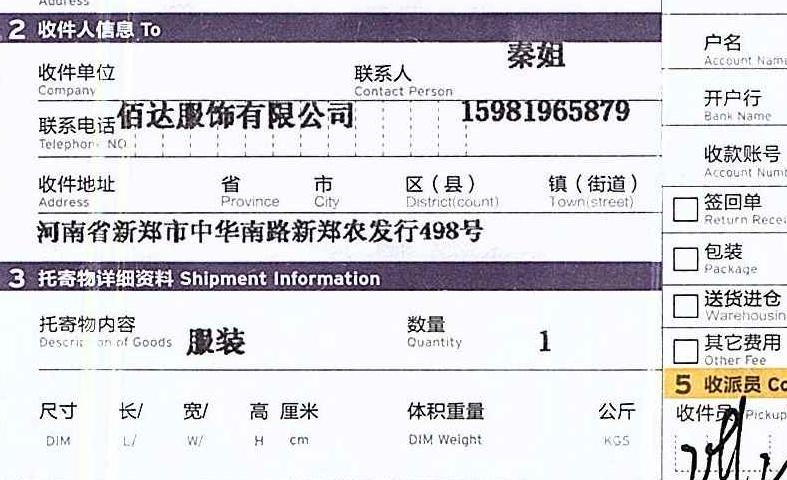 Address
2 收件人信息 To
秦姐
收件单位 联系人
Company Contact Person
佰达服饰有限公司 15981965879
联系电话
Telephon NO
收件地址 省 市 区(县) 镇(街道)
Address Province City District(count) Town(street)
河南省新郑市中华南路新郑农发行498号
3 托寄物详细资料 Shipment Information
托寄物内容 服装 数量 1
Description of Goods Quantity
尺寸 长/ 宽/ 高 厘米 体积重量 公斤
DIM L/ W/ H cm DIM Weight KGS
户名
Account Name
开户行
Bank Name
收款账号
Account Num
签回单
Return Recei
包装
Package
送货进仓
Warehousin
其它费用
Other Fee
5 收派员 Co
收件员 Pickup